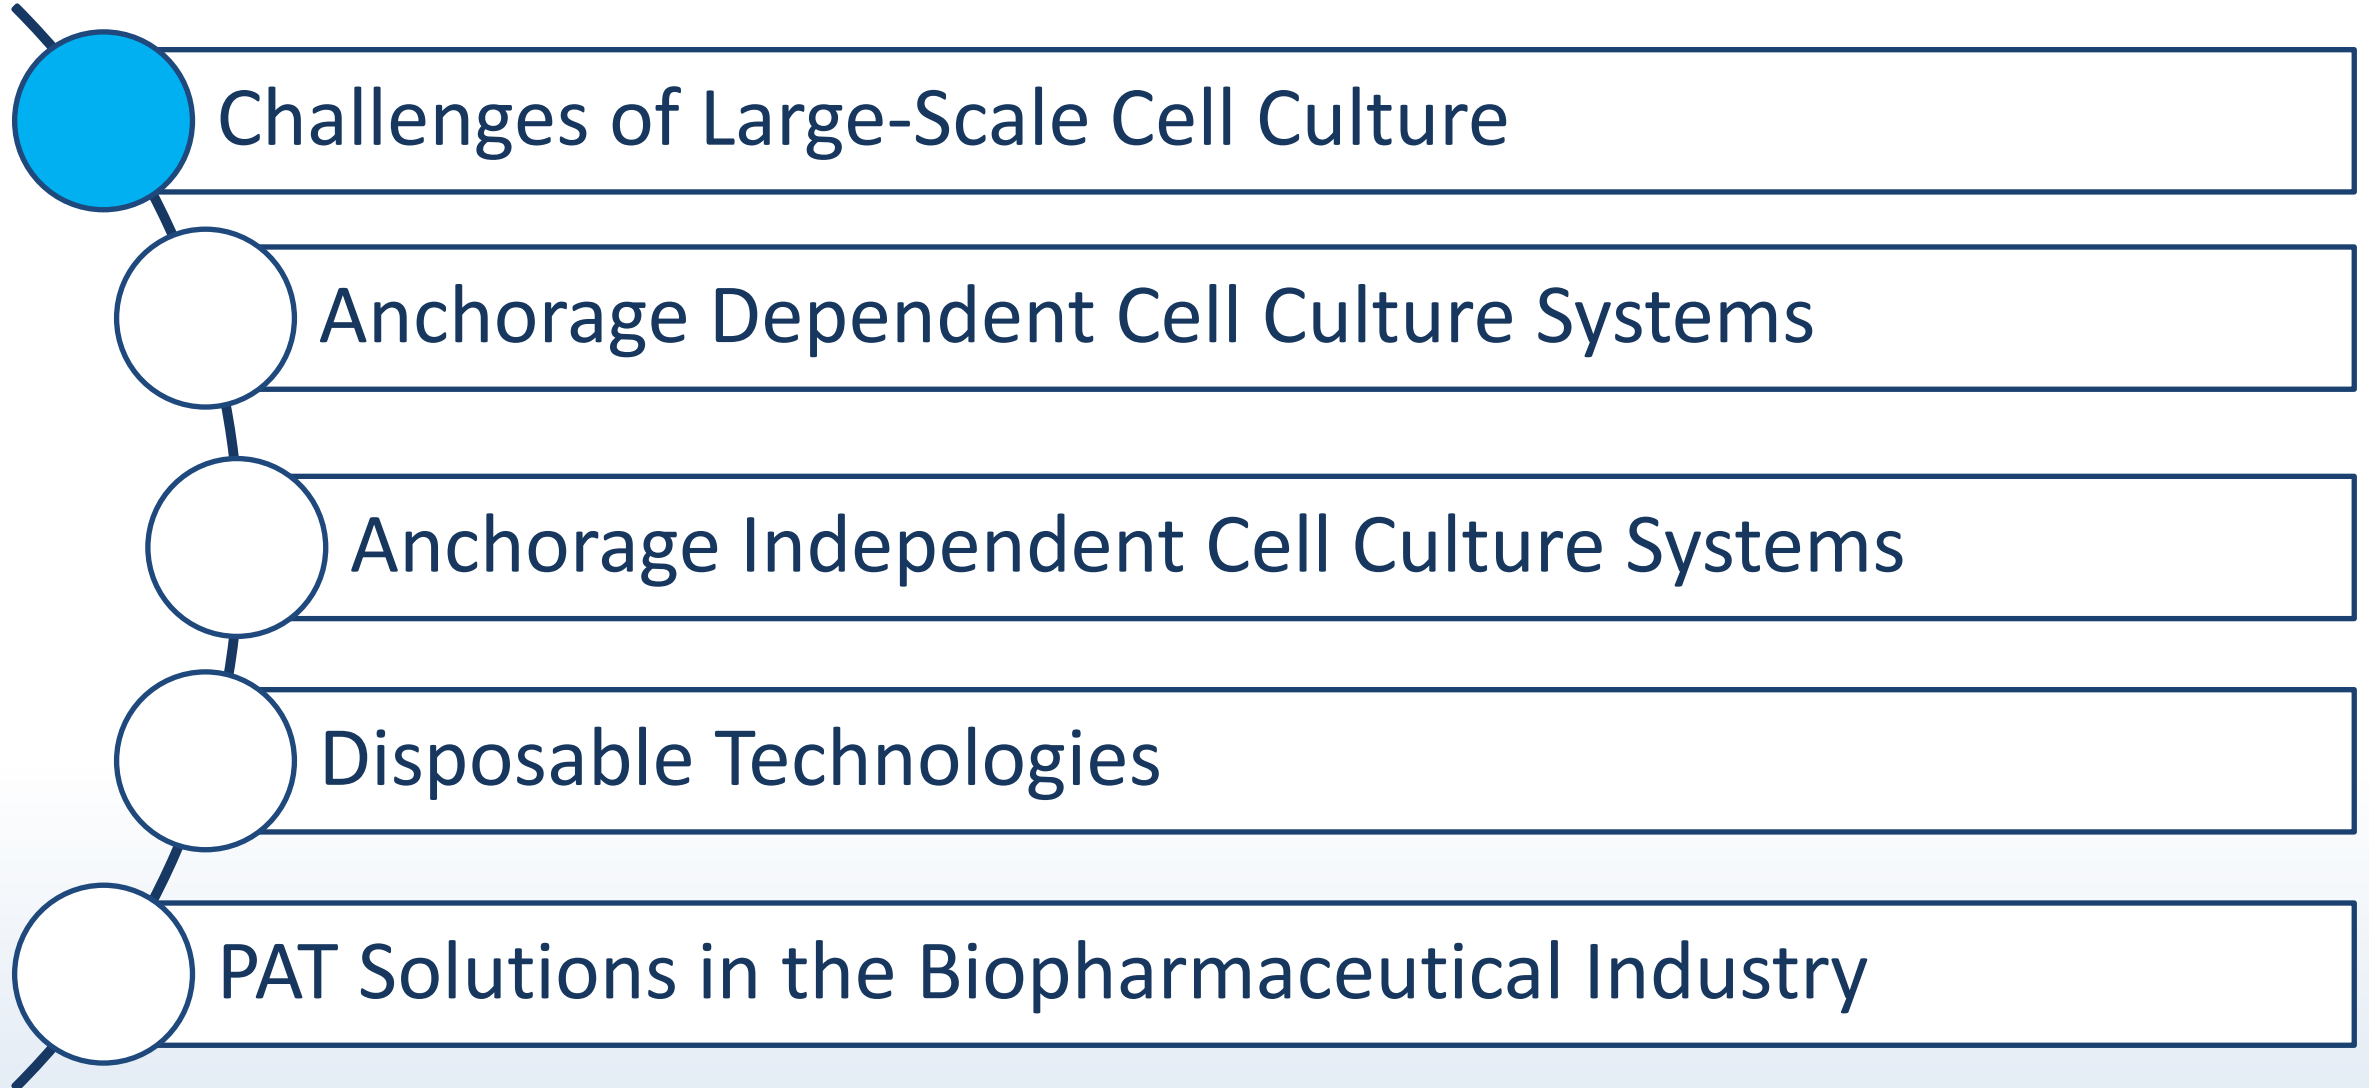 Challenges of Large-Scale Cell Culture
Anchorage Dependent Cell Culture Systems
Anchorage Independent Cell Culture Systems
Disposable Technologies
PAT Solutions in the Biopharmaceutical Industry